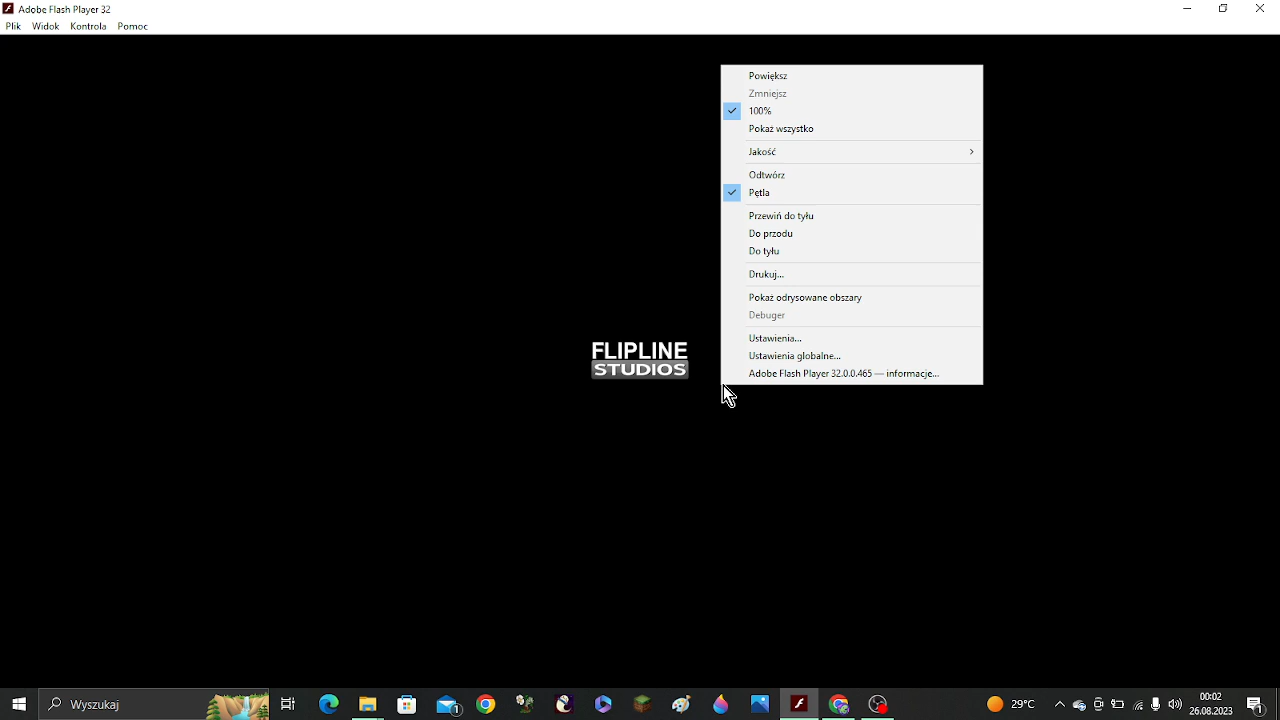 Adobe Flash Player 32
Plik Widok Kontrola Pomoc
Powiększ
Zmniejsz
100%
Pokaż wszystko
Jakość
Odtwórz
Pętla
Przewiń do tyłu
Do przodu
Do tyłu
Drukuj...
Pokaż odrysowane obszary
Debuger
Ustawienia...
Ustawienia globalne...
Adobe Flash Player 32.0.0.465 — informacje...
FLIPLINE
STUDIOS
Wyszukaj
1
29°C
00:02
26.08.2023
1